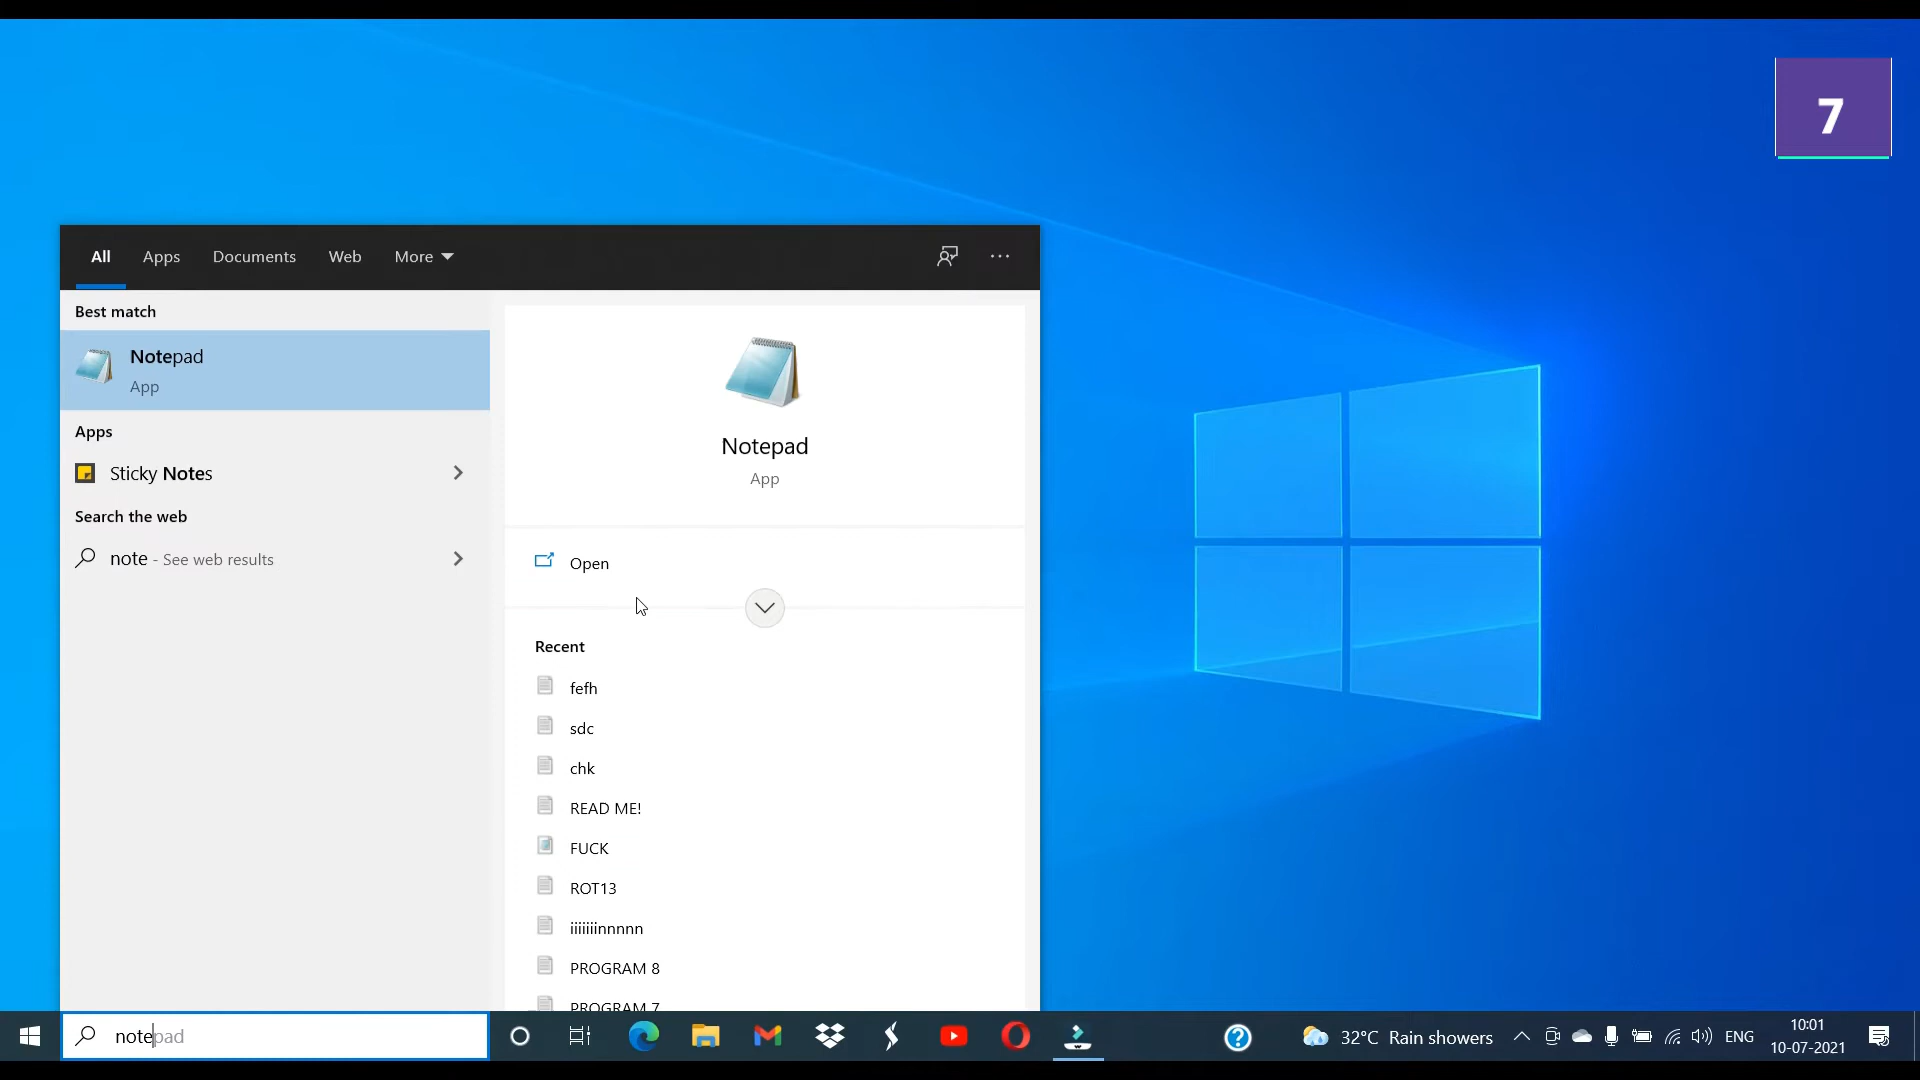 7
All Apps Documents Web More
Best match
Notepad
App
Apps
Sticky Notes
Search the web
note - See web results
Notepad
App
Open
Recent
fefh
sdc
chk
READ ME!
FUCK
ROT13
iiiiiiinnnnn
PROGRAM 8
PROGRAM 7
notepad
32°C Rain showers
ENG
10:01
10-07-2021